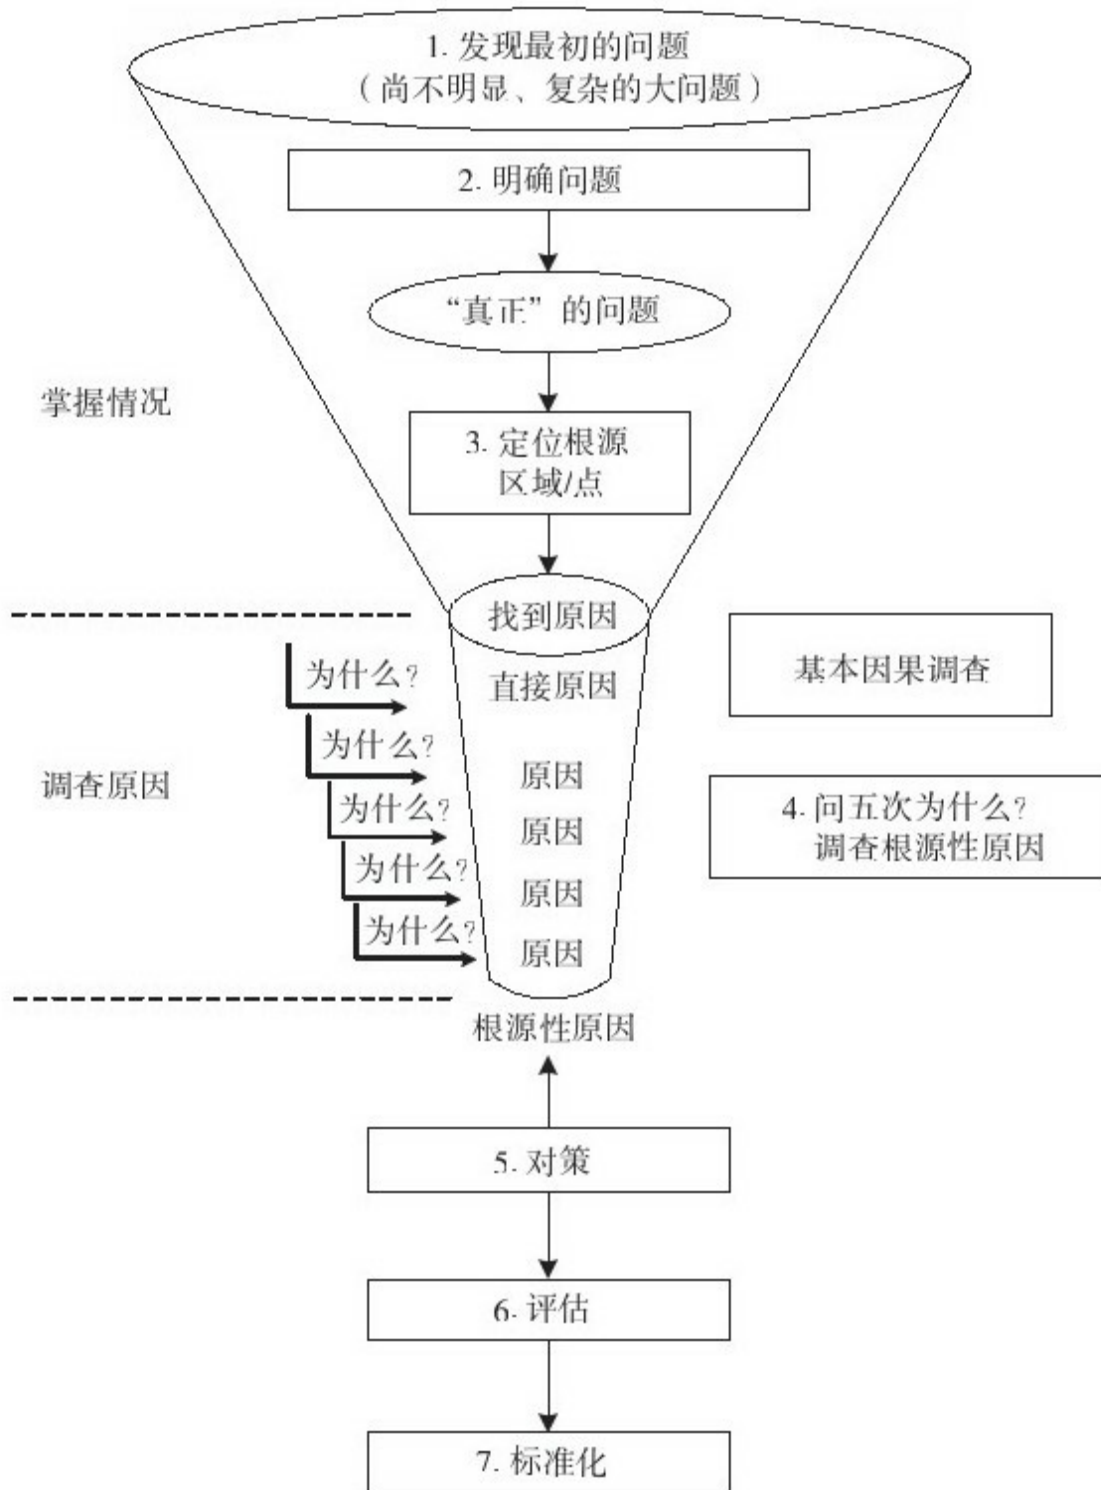 1. 发现最初的问题
（尚不明显、复杂的大问题）
2. 明确问题
“真正”的问题
掌握情况
3. 定位根源
区域/点
找到原因
为什么?
直接原因
基本因果调查
为什么?
原因
调查原因
为什么?
原因
4. 问五次为什么?
调查根源性原因
为什么?
原因
为什么?
原因
根源性原因
5. 对策
6. 评估
7. 标准化